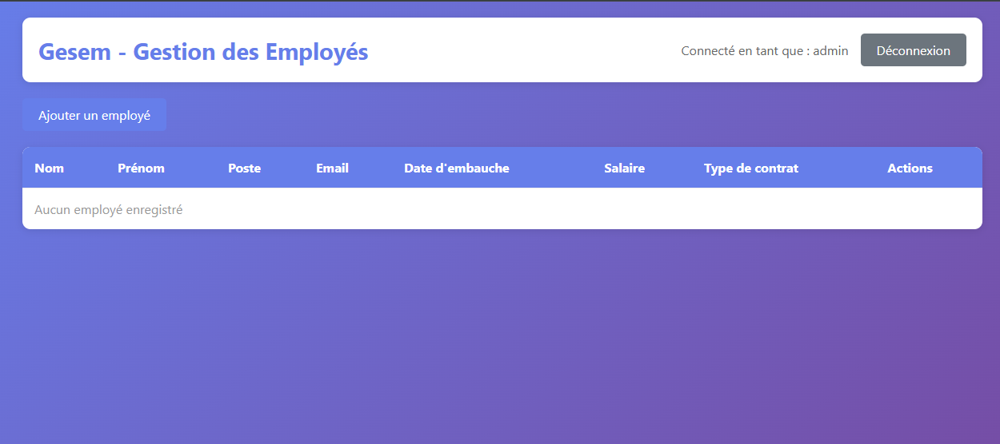 Gesem - Gestion des Employés
Connecté en tant que : admin
Déconnexion
Ajouter un employé
Nom Prénom Poste Email Date d'embauche Salaire Type de contrat Actions
Aucun employé enregistré